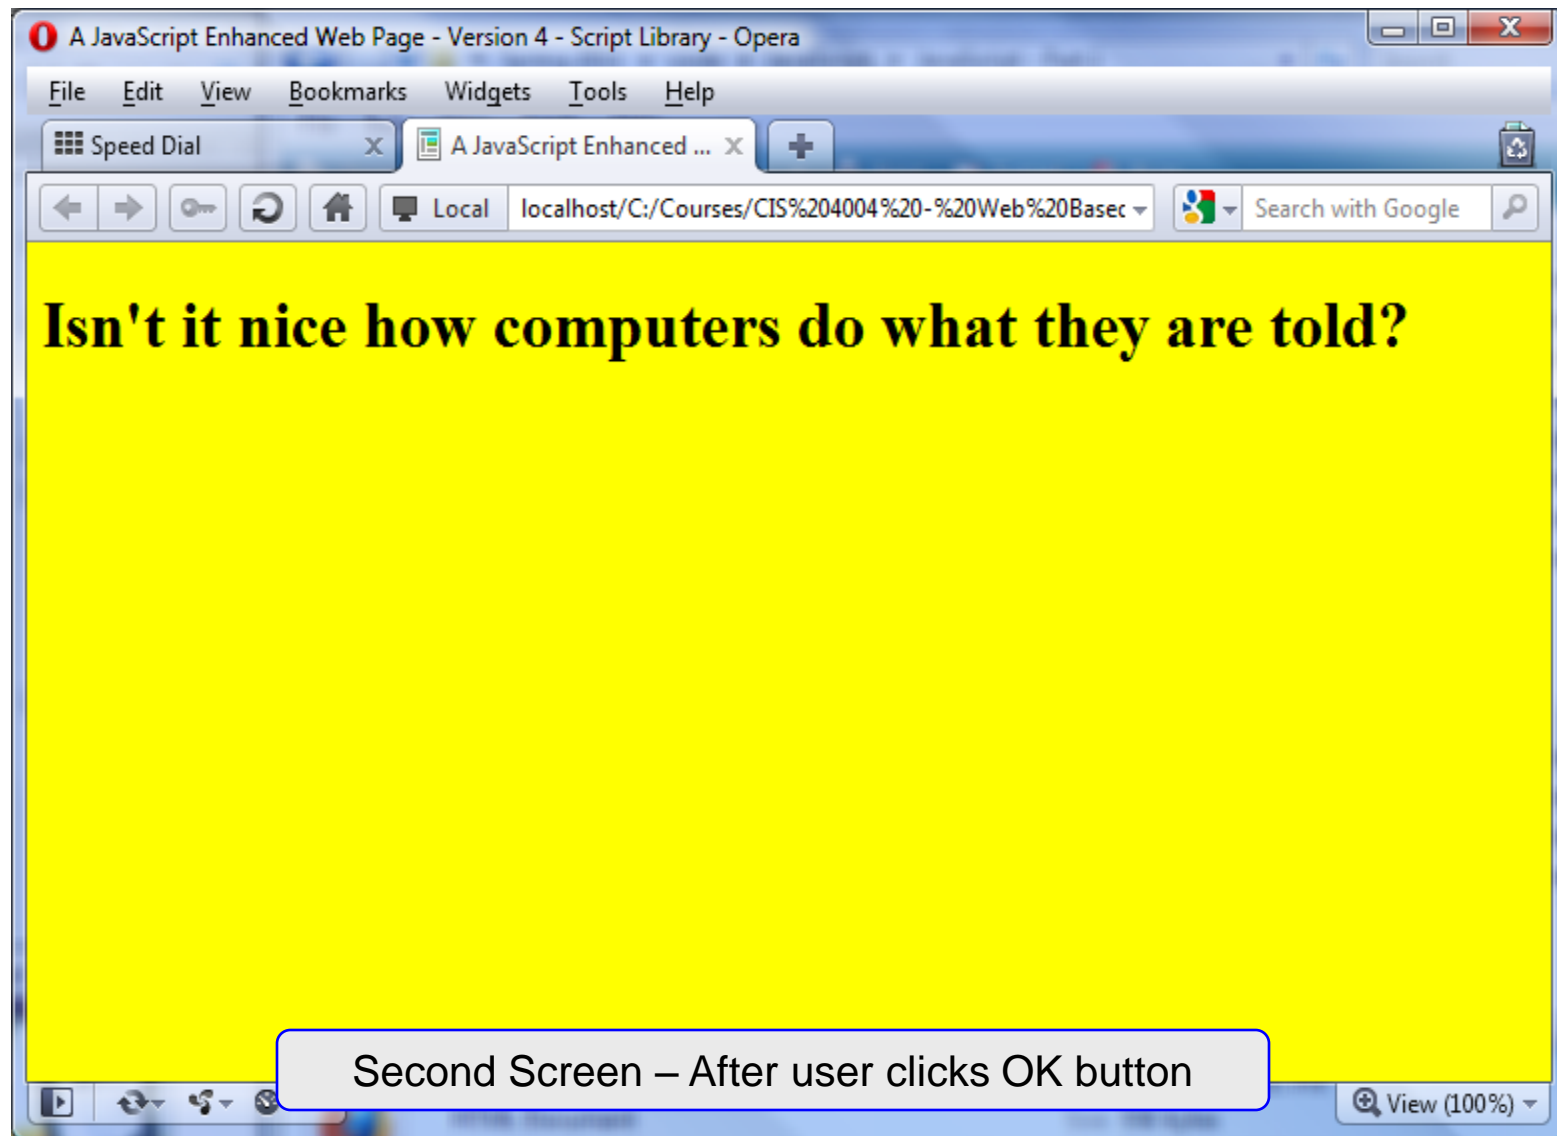 A JavaScript Enhanced Web Page - Version 4 - Script Library - Opera
File Edit View Bookmarks Widgets Tools Help
Speed Dial
A JavaScript Enhanced ...
Local localhost/C:/Courses/CIS%204004%20-%20Web%20Basec
Search with Google
Isn't it nice how computers do what they are told?
Second Screen – After user clicks OK button
View (100%)
HTML Document